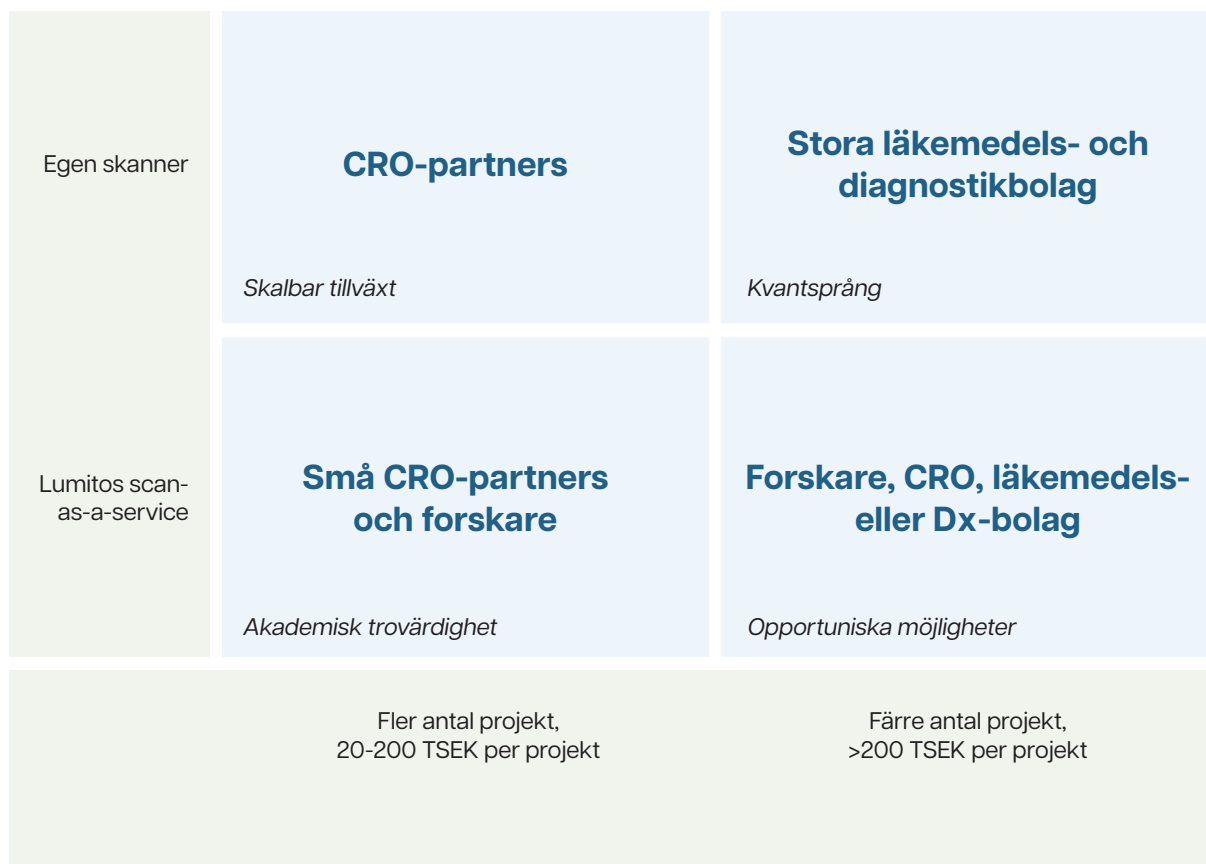 Egen skanner
CRO-partners
Skalbar tillväxt
Stora läkemedels- och
diagnostikbolag
Kvantsprång
Lumitos scan-
as-a-service
Små CRO-partners
och forskare
Akademisk trovärdighet
Forskare, CRO, läkemedels-
eller Dx-bolag
Opportuniska möjligheter
Fler antal projekt,
20-200 TSEK per projekt
Färre antal projekt,
>200 TSEK per projekt